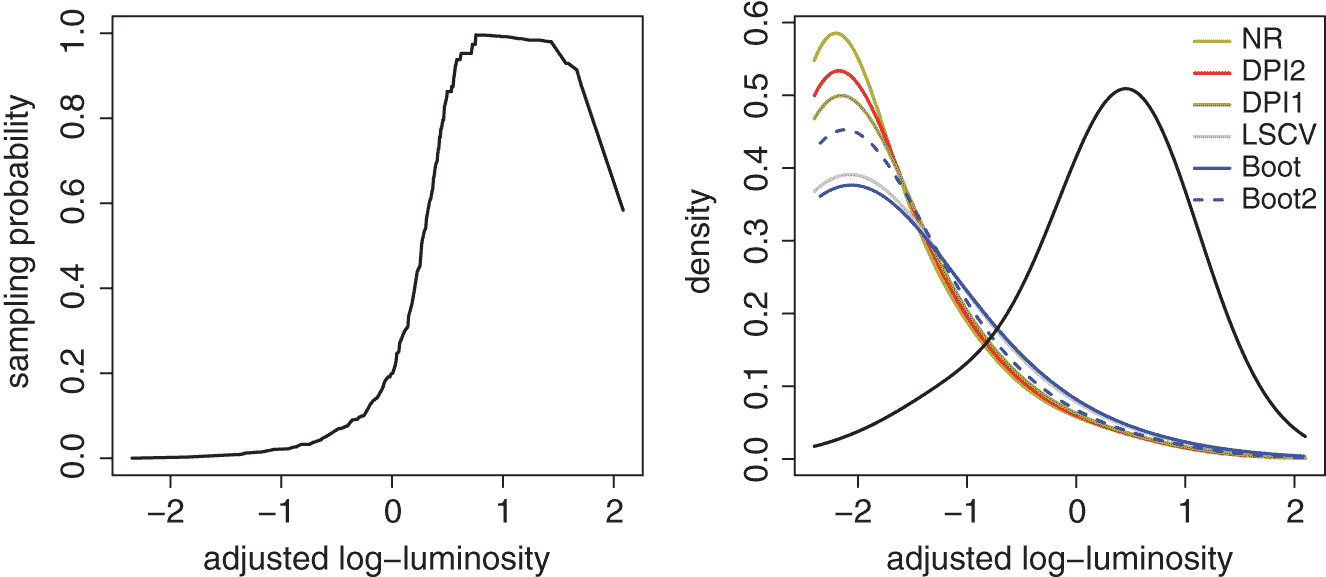 sampling probability
0.0 0.2 0.4 0.6 0.8 1.0
−2 −1 0 1 2
adjusted log−luminosity
density
0.0 0.1 0.2 0.3 0.4 0.5 0.6
NR
DPI2
DPI1
LSCV
Boot
Boot2
−2 −1 0 1 2
adjusted log−luminosity